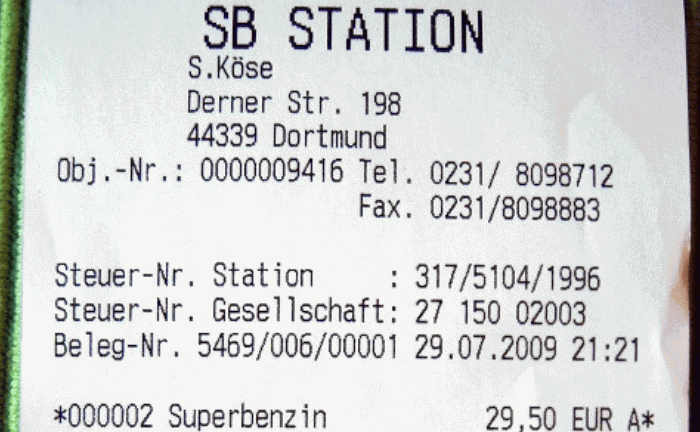 SB STATION
S.Köse
Derner Str. 198
44339 Dortmund
Obj.-Nr.: 0000009416 Tel. 0231/ 8098712
Fax. 0231/8098883
Steuer-Nr. Station : 317/5104/1996
Steuer-Nr. Gesellschaft: 27 150 02003
Beleg-Nr. 5469/006/00001 29.07.2009 21:21
*000002 Superbenzin 29,50 EUR A*